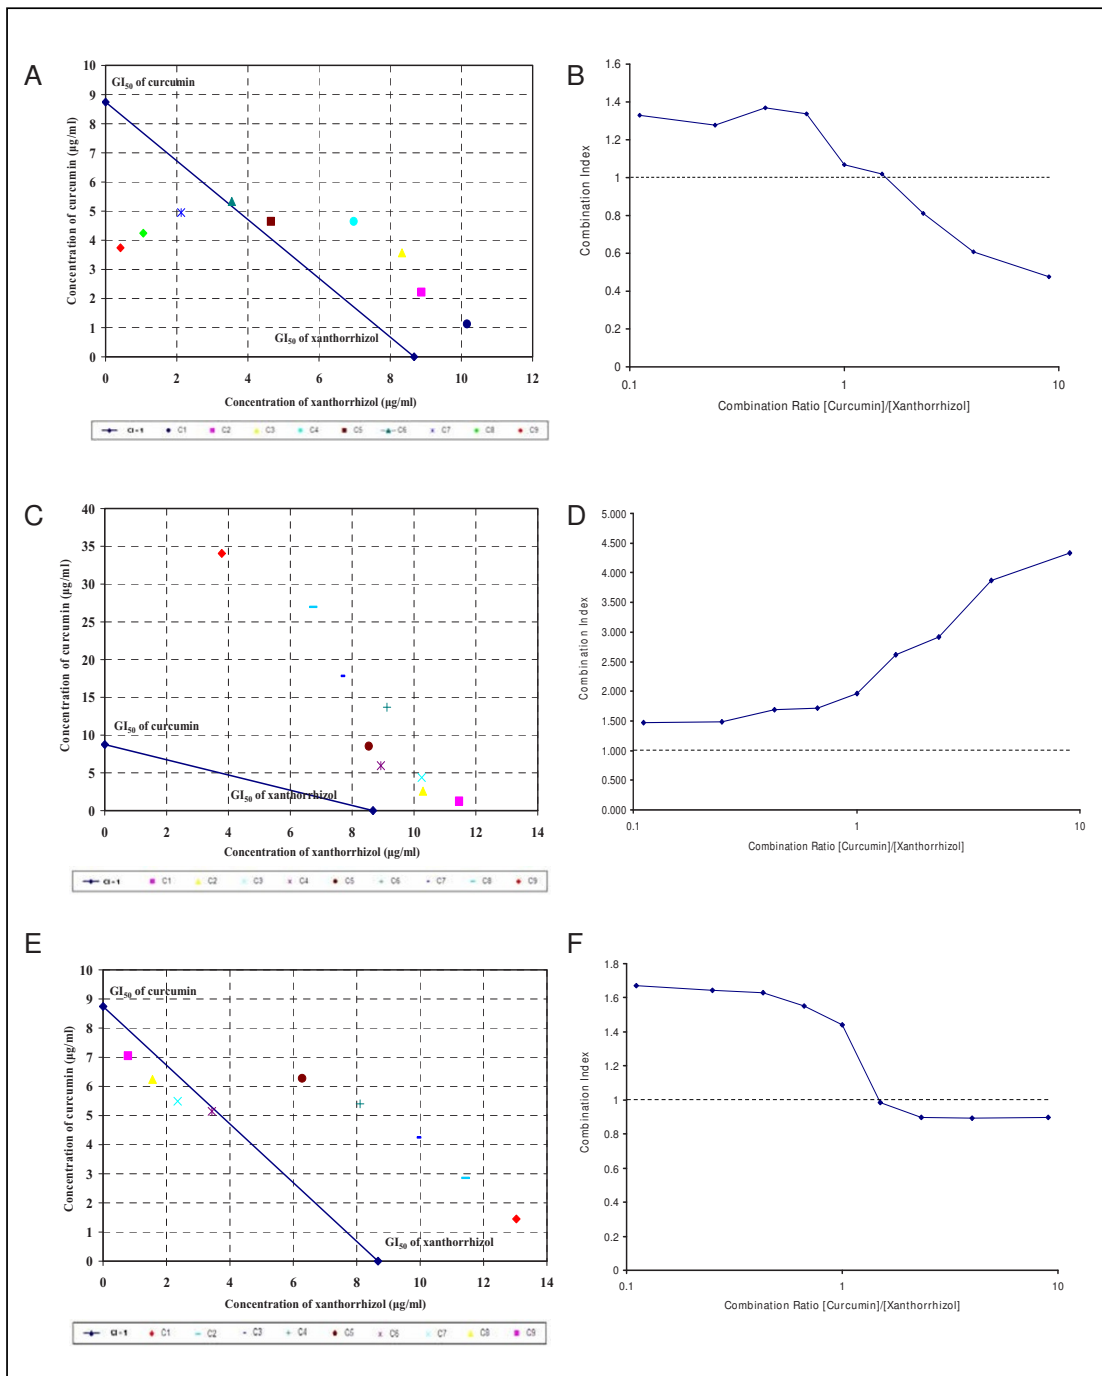 A
Concentration of curcumin (µg/ml)
10
9
8
7
6
5
4
3
2
1
0
GI50 of curcumin
GI50 of xanthorrhizol
0 2 4 6 8 10 12
Concentration of xanthorrhizol (µg/ml)
CI = 1 C1 C2 C3 C4 C5 C6 C7 C8 C9
B
Combination Index
1.6
1.4
1.2
1
0.8
0.6
0.4
0.2
0
0.1 1 10
Combination Ratio [Curcumin]/[Xanthorrhizol]
C
Concentration of curcumin (µg/ml)
40
35
30
25
20
15
10
5
0
GI50 of curcumin
GI50 of xanthorrhizol
0 2 4 6 8 10 12 14
Concentration of xanthorrhizol (µg/ml)
CI = 1 C1 C2 C3 C4 C5 C6 C7 C8 C9
D
Combination Index
5.000
4.500
4.000
3.500
3.000
2.500
2.000
1.500
1.000
0.500
0.000
0.1 1 10
Combination Ratio [Curcumin]/[Xanthorrhizol]
E
Concentration of curcumin (µg/ml)
10
9
8
7
6
5
4
3
2
1
0
GI50 of curcumin
GI50 of xanthorrhizol
0 2 4 6 8 10 12 14
Concentration of xanthorrhizol (µg/ml)
CI = 1 C1 C2 C3 C4 C5 C6 C7 C8 C9
F
Combination Index
1.8
1.6
1.4
1.2
1
0.8
0.6
0.4
0.2
0
0.1 1 10
Combination Ratio [Curcumin]/[Xanthorrhizol]